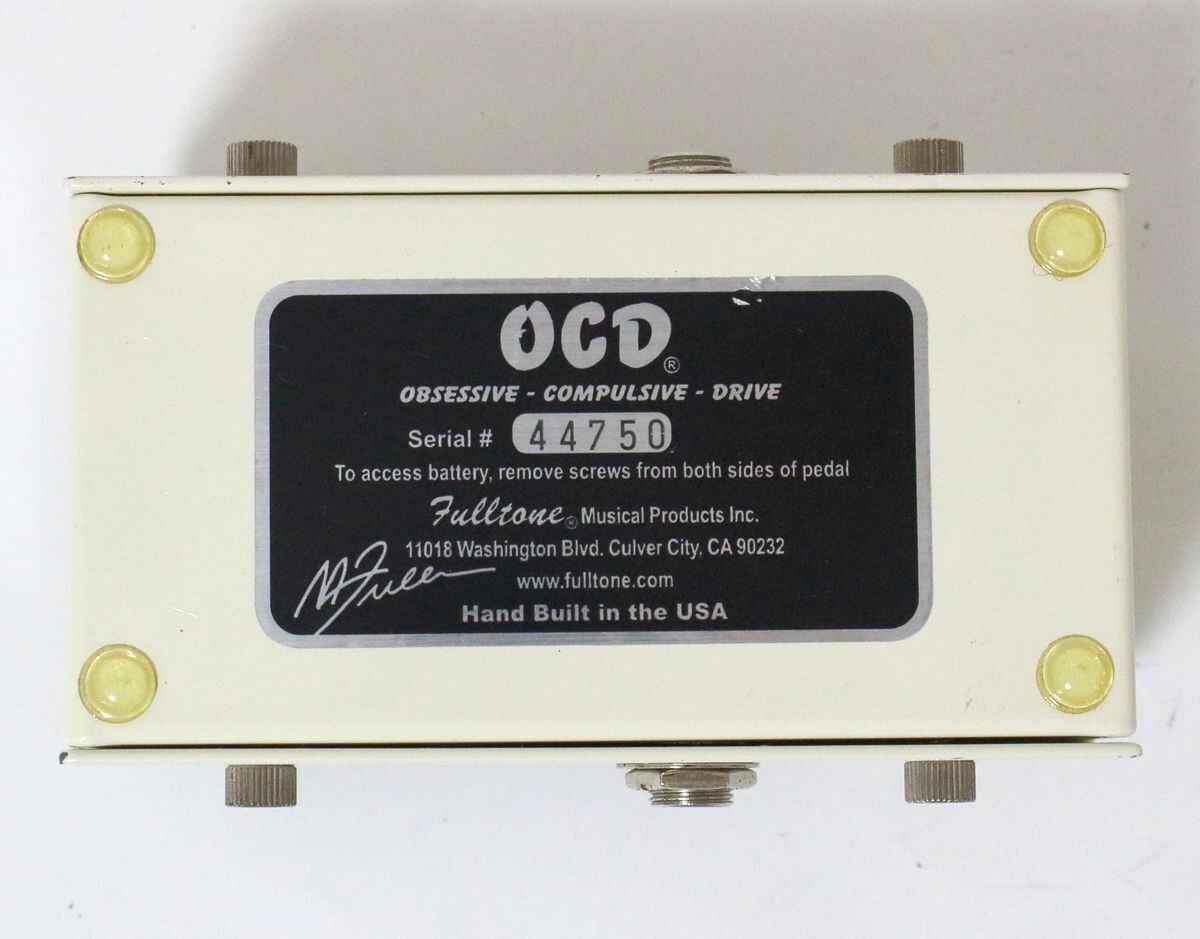 OCD®
OBSESSIVE - COMPULSIVE - DRIVE
Serial # 44750
To access battery, remove screws from both sides of pedal
Fulltone® Musical Products Inc.
11018 Washington Blvd. Culver City, CA 90232
M Fuller
www.fulltone.com
Hand Built in the USA